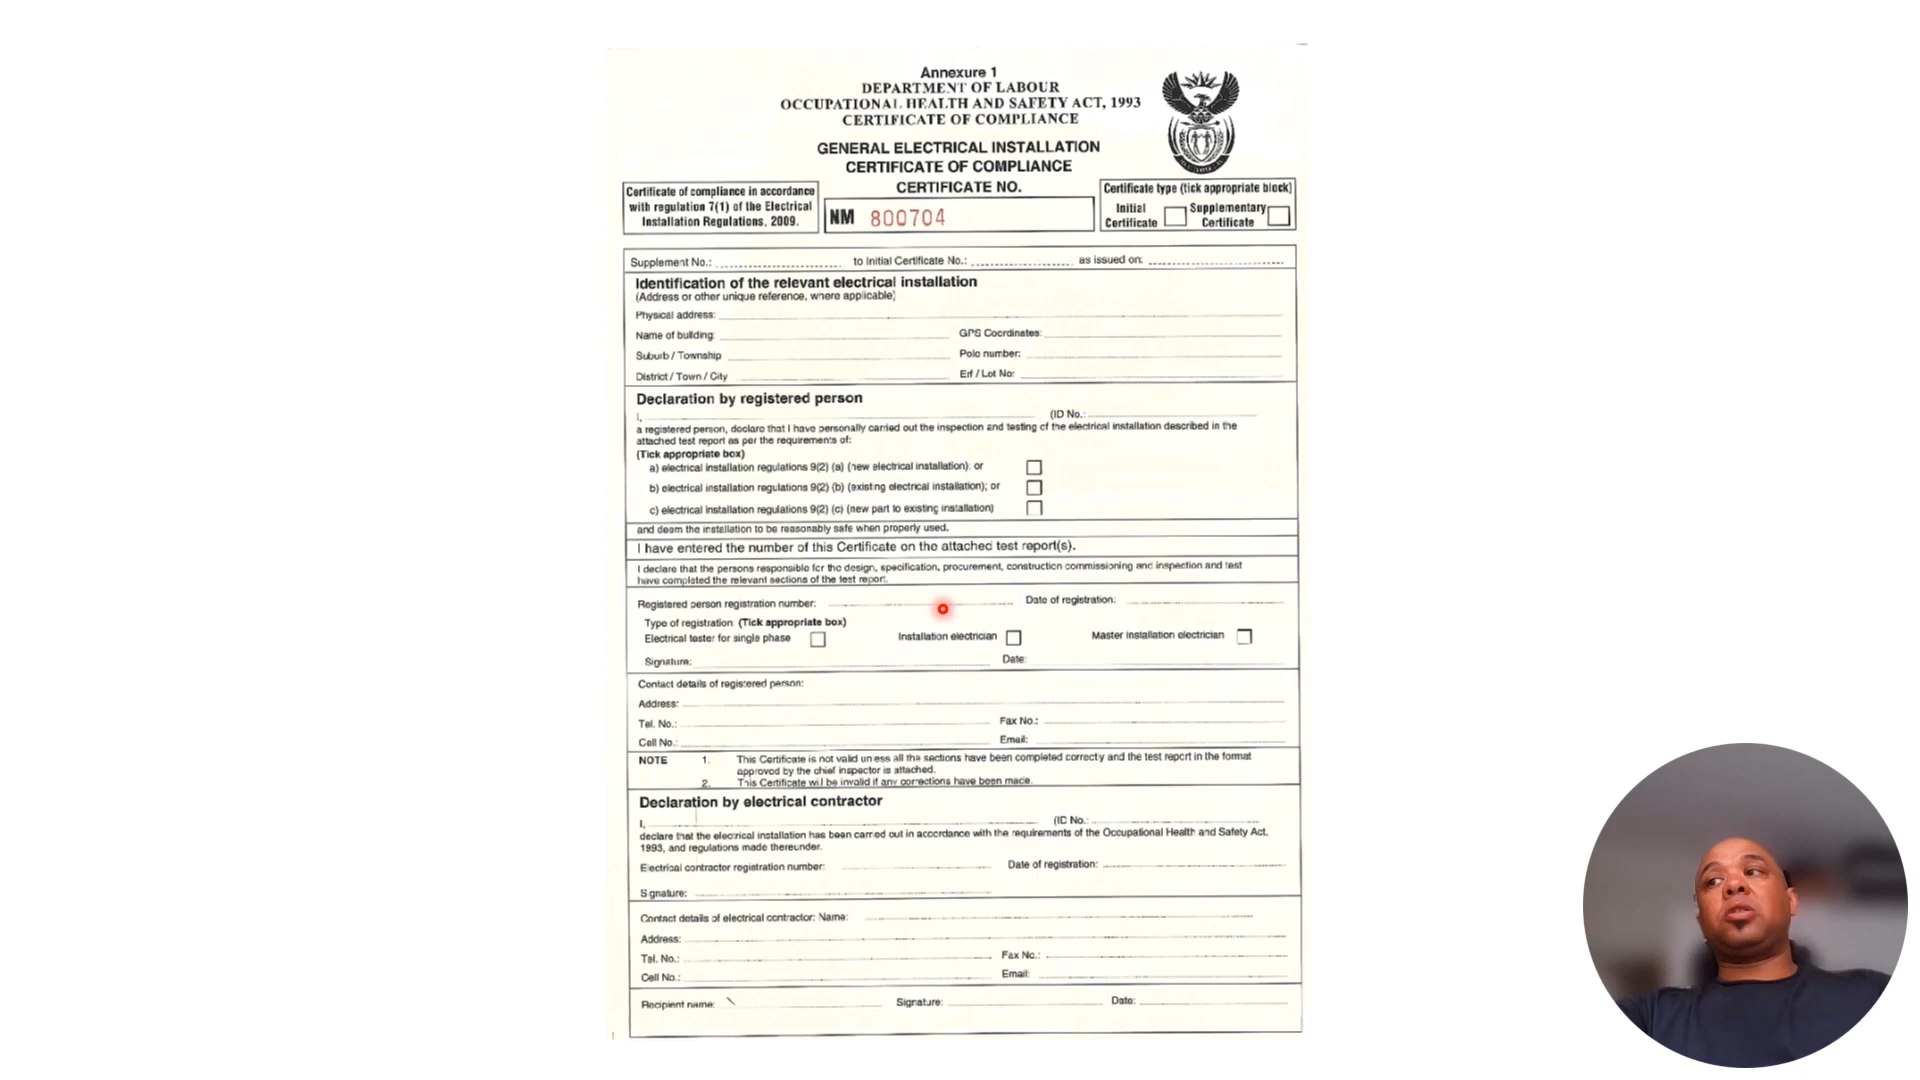 Annexure 1
DEPARTMENT OF LABOUR
OCCUPATIONAL HEALTH AND SAFETY ACT, 1993
CERTIFICATE OF COMPLIANCE
GENERAL ELECTRICAL INSTALLATION
CERTIFICATE OF COMPLIANCE
Certificate of compliance in accordance
with regulation 7(1) of the Electrical
Installation Regulations, 2009.
CERTIFICATE NO.
NM 800704
Certificate type (tick appropriate block)
Initial Certificate
Supplementary Certificate
Supplement No.: to Initial Certificate No.: as issued on:
Identification of the relevant electrical installation
(Address or other unique reference, where applicable)
Physical address:
Name of building: GPS Coordinates:
Suburb / Township Pole number:
District / Town / City Erf / Lot No:
Declaration by registered person
I, (ID No.:
a registered person, declare that I have personally carried out the inspection and testing of the electrical installation described in the
attached test report as per the requirements of:
(Tick appropriate box)
a) electrical installation regulations 9(2) (a) (new electrical installation); or
b) electrical installation regulations 9(2) (b) (existing electrical installation); or
c) electrical installation regulations 9(2) (c) (new part to existing installation)
and deem the installation to be reasonably safe when properly used.
I have entered the number of this Certificate on the attached test report(s).
I declare that the persons responsible for the design, specification, procurement, construction commissioning and inspection and test
have completed the relevant sections of the test report.
Registered person registration number: Date of registration:
Type of registration (Tick appropriate box)
Electrical tester for single phase Installation electrician Master installation electrician
Signature: Date:
Contact details of registered person:
Address:
Tel. No.: Fax No.:
Cell No.: Email:
NOTE 1. This Certificate is not valid unless all the sections have been completed correctly and the test report in the format
approved by the chief inspector is attached.
2. This Certificate will be invalid if any corrections have been made.
Declaration by electrical contractor
I, (ID No.:
declare that the electrical installation has been carried out in accordance with the requirements of the Occupational Health and Safety Act,
1993, and regulations made thereunder.
Electrical contractor registration number: Date of registration:
Signature:
Contact details of electrical contractor: Name:
Address:
Tel. No.: Fax No.:
Cell No.: Email:
Recipient name: Signature: Date: